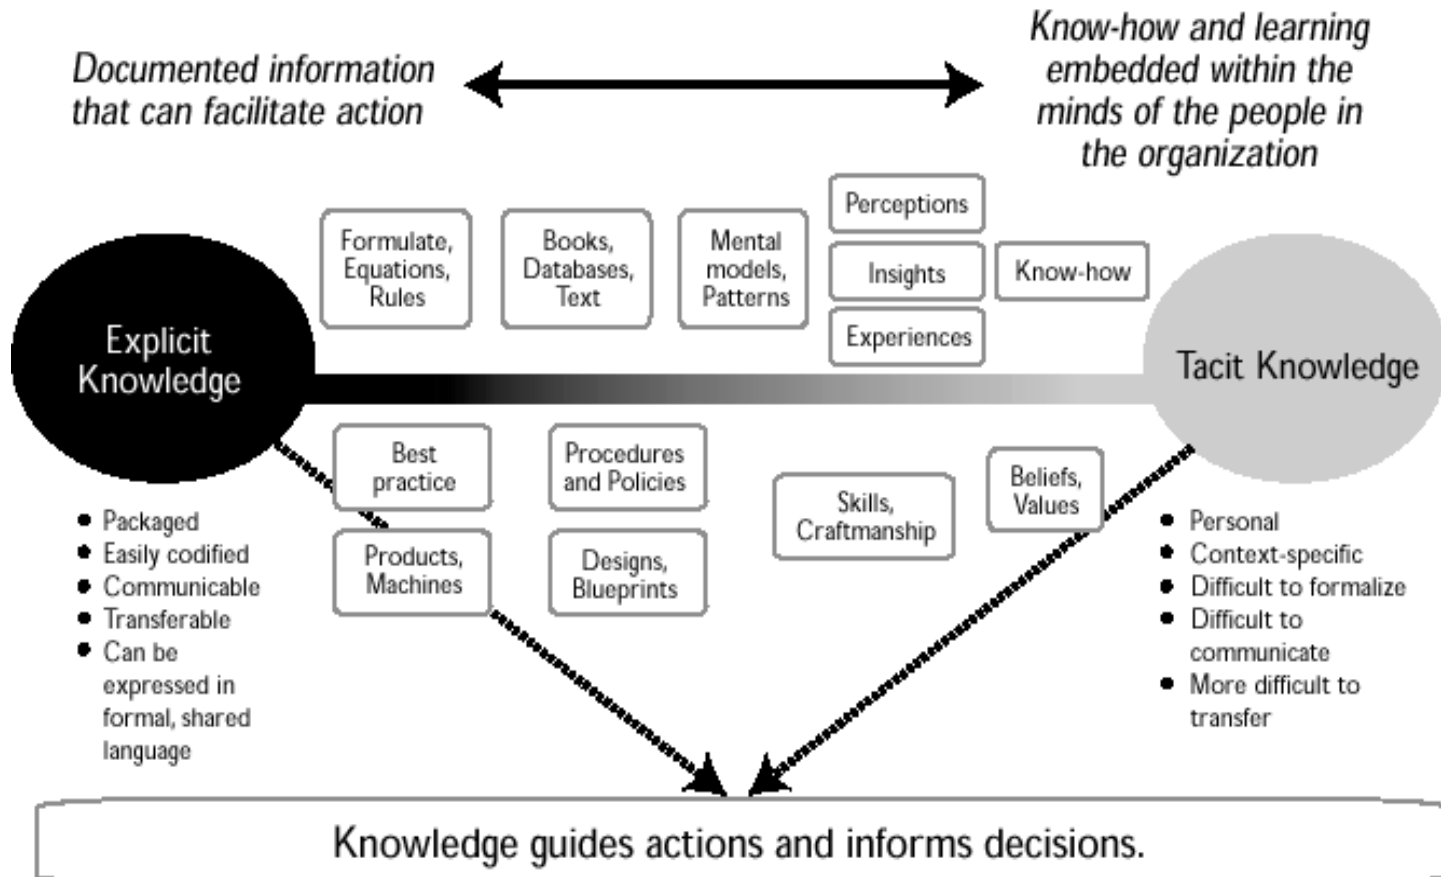 Documented information
that can facilitate action
Know-how and learning
embedded within the
minds of the people in
the organization
Formulate,
Equations,
Rules
Books,
Databases,
Text
Mental
models,
Patterns
Perceptions
Insights
Experiences
Know-how
Explicit
Knowledge
Tacit Knowledge
Best
practice
Procedures
and Policies
Skills,
Craftmanship
Beliefs,
Values
Products,
Machines
Designs,
Blueprints
● Packaged
● Easily codified
● Communicable
● Transferable
● Can be
expressed in
formal, shared
language
● Personal
● Context-specific
● Difficult to formalize
● Difficult to
communicate
● More difficult to
transfer
Knowledge guides actions and informs decisions.